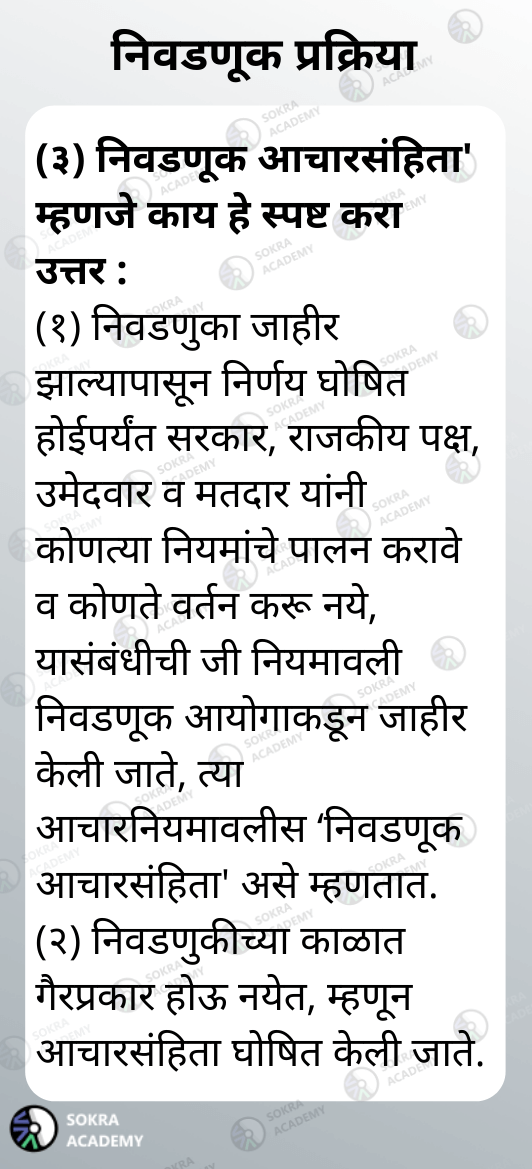 निवडणूक प्रक्रिया
(३) निवडणूक आचारसंहिता'
म्हणजे काय हे स्पष्ट करा
उत्तर :
(१) निवडणुका जाहीर
झाल्यापासून निर्णय घोषित
होईपर्यंत सरकार, राजकीय पक्ष,
उमेदवार व मतदार यांनी
कोणत्या नियमांचे पालन करावे
व कोणते वर्तन करू नये,
यासंबंधीची जी नियमावली
निवडणूक आयोगाकडून जाहीर
केली जाते, त्या
आचारनियमावलीस ‘निवडणूक
आचारसंहिता' असे म्हणतात.
(२) निवडणुकीच्या काळात
गैरप्रकार होऊ नयेत, म्हणून
आचारसंहिता घोषित केली जाते.
SOKRA
ACADEMY